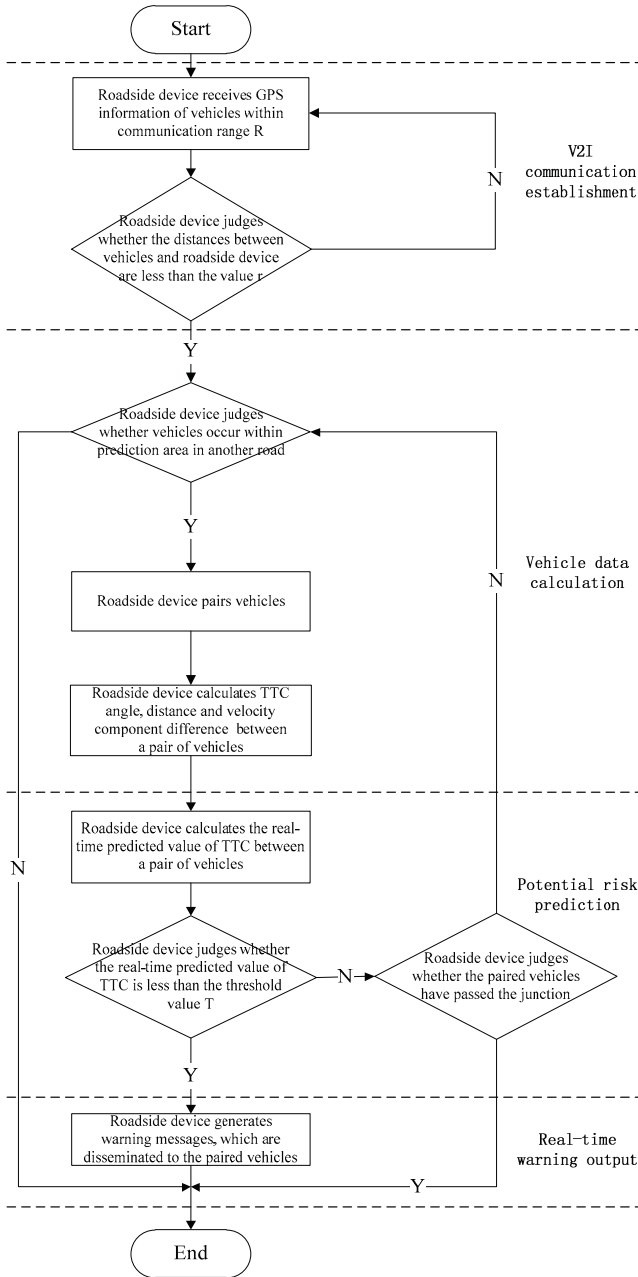 Start
Roadside device receives GPS
information of vehicles within
communication range R
V2I
communication
establishment
N
Roadside device judges
whether the distances between
vehicles and roadside device
are less than the value r
Y
Roadside device judges
whether vehicles occur within
prediction area in another road
Y
Vehicle data
calculation
N
Roadside device pairs vehicles
Roadside device calculates TTC
angle, distance and velocity
component difference between
a pair of vehicles
Roadside device calculates the real-
time predicted value of TTC between
a pair of vehicles
N
Potential risk
prediction
Roadside device judges whether
the real-time predicted value of
TTC is less than the threshold
value T
N
Roadside device judges
whether the paired vehicles
have passed the junction
Y
Roadside device generates
warning messages, which are
disseminated to the paired vehicles
Real-time
warning output
Y
End